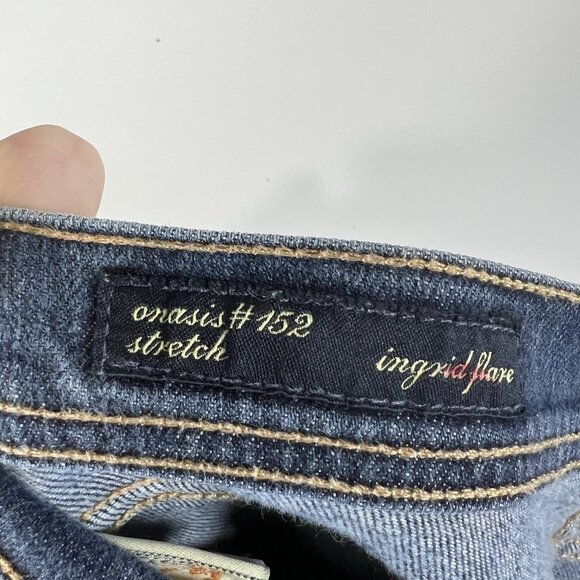 onasis# 152
stretch
ingrid flare